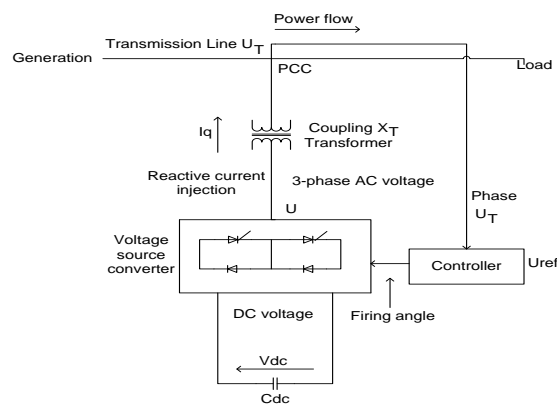 Power flow
Transmission Line U_T
Generation
PCC
Load
Iq
Coupling X_T
Transformer
Reactive current
injection
3-phase AC voltage
Phase
U_T
U
Voltage
source
converter
Controller
Uref
DC voltage
Firing angle
Vdc
Cdc